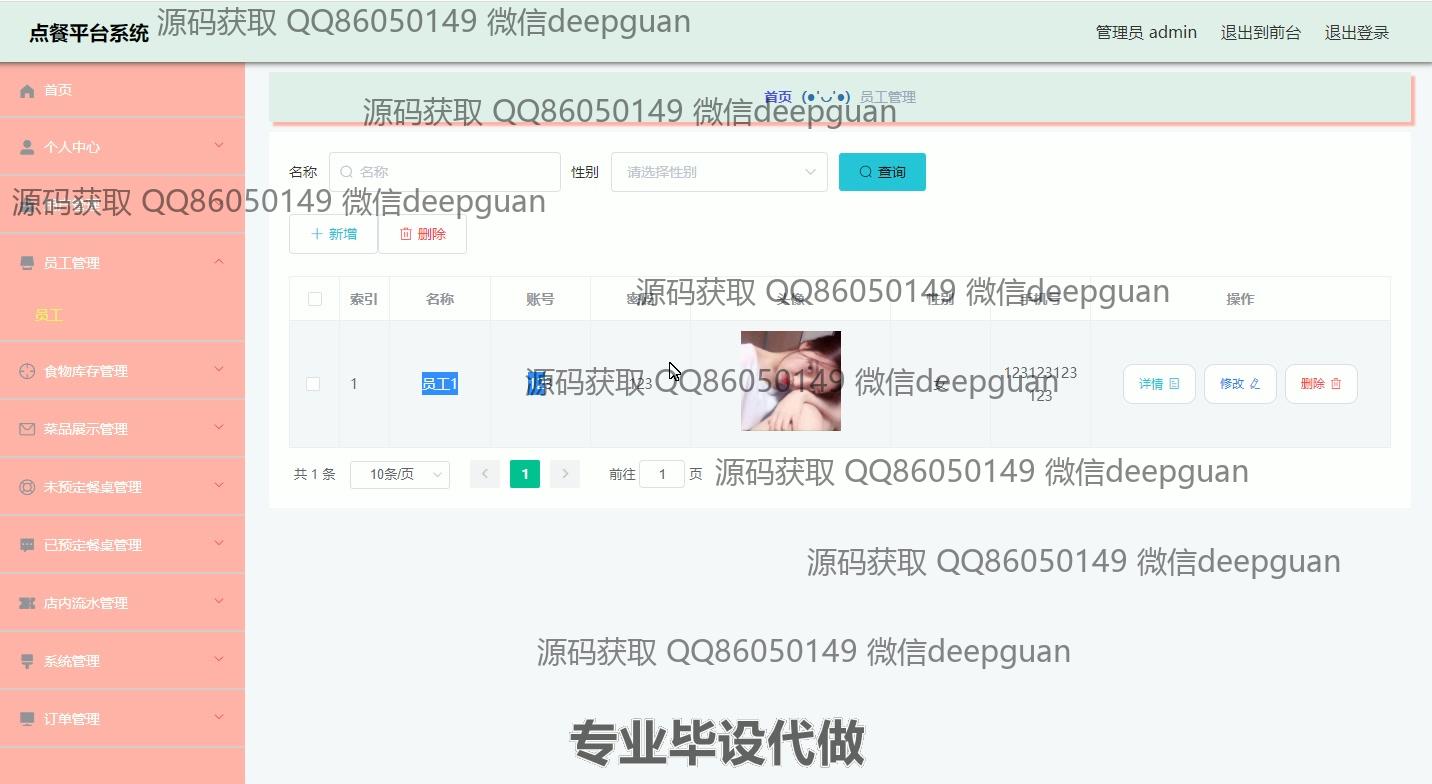 点餐平台系统
源码获取 QQ86050149 微信deepguan
管理员 admin
退出到前台
退出登录
首页
个人中心
员工管理
员工
食物库存管理
菜品展示管理
未预定餐桌管理
已预定餐桌管理
店内流水管理
系统管理
订单管理
首页 (●'◡'●) 员工管理
源码获取 QQ86050149 微信deepguan
名称 名称 性别 请选择性别 查询
源码获取 QQ86050149 微信deepguan
新增 删除
源码获取 QQ86050149 微信deepguan
索引 名称 账号 密码 头像 性别 手机号 操作
1 员工1 123 女 123123123 详情 修改 删除
123
源码获取 QQ86050149 微信deepguan
共 1 条 10条/页 1 前往 1 页
源码获取 QQ86050149 微信deepguan
源码获取 QQ86050149 微信deepguan
源码获取 QQ86050149 微信deepguan
专业毕设代做